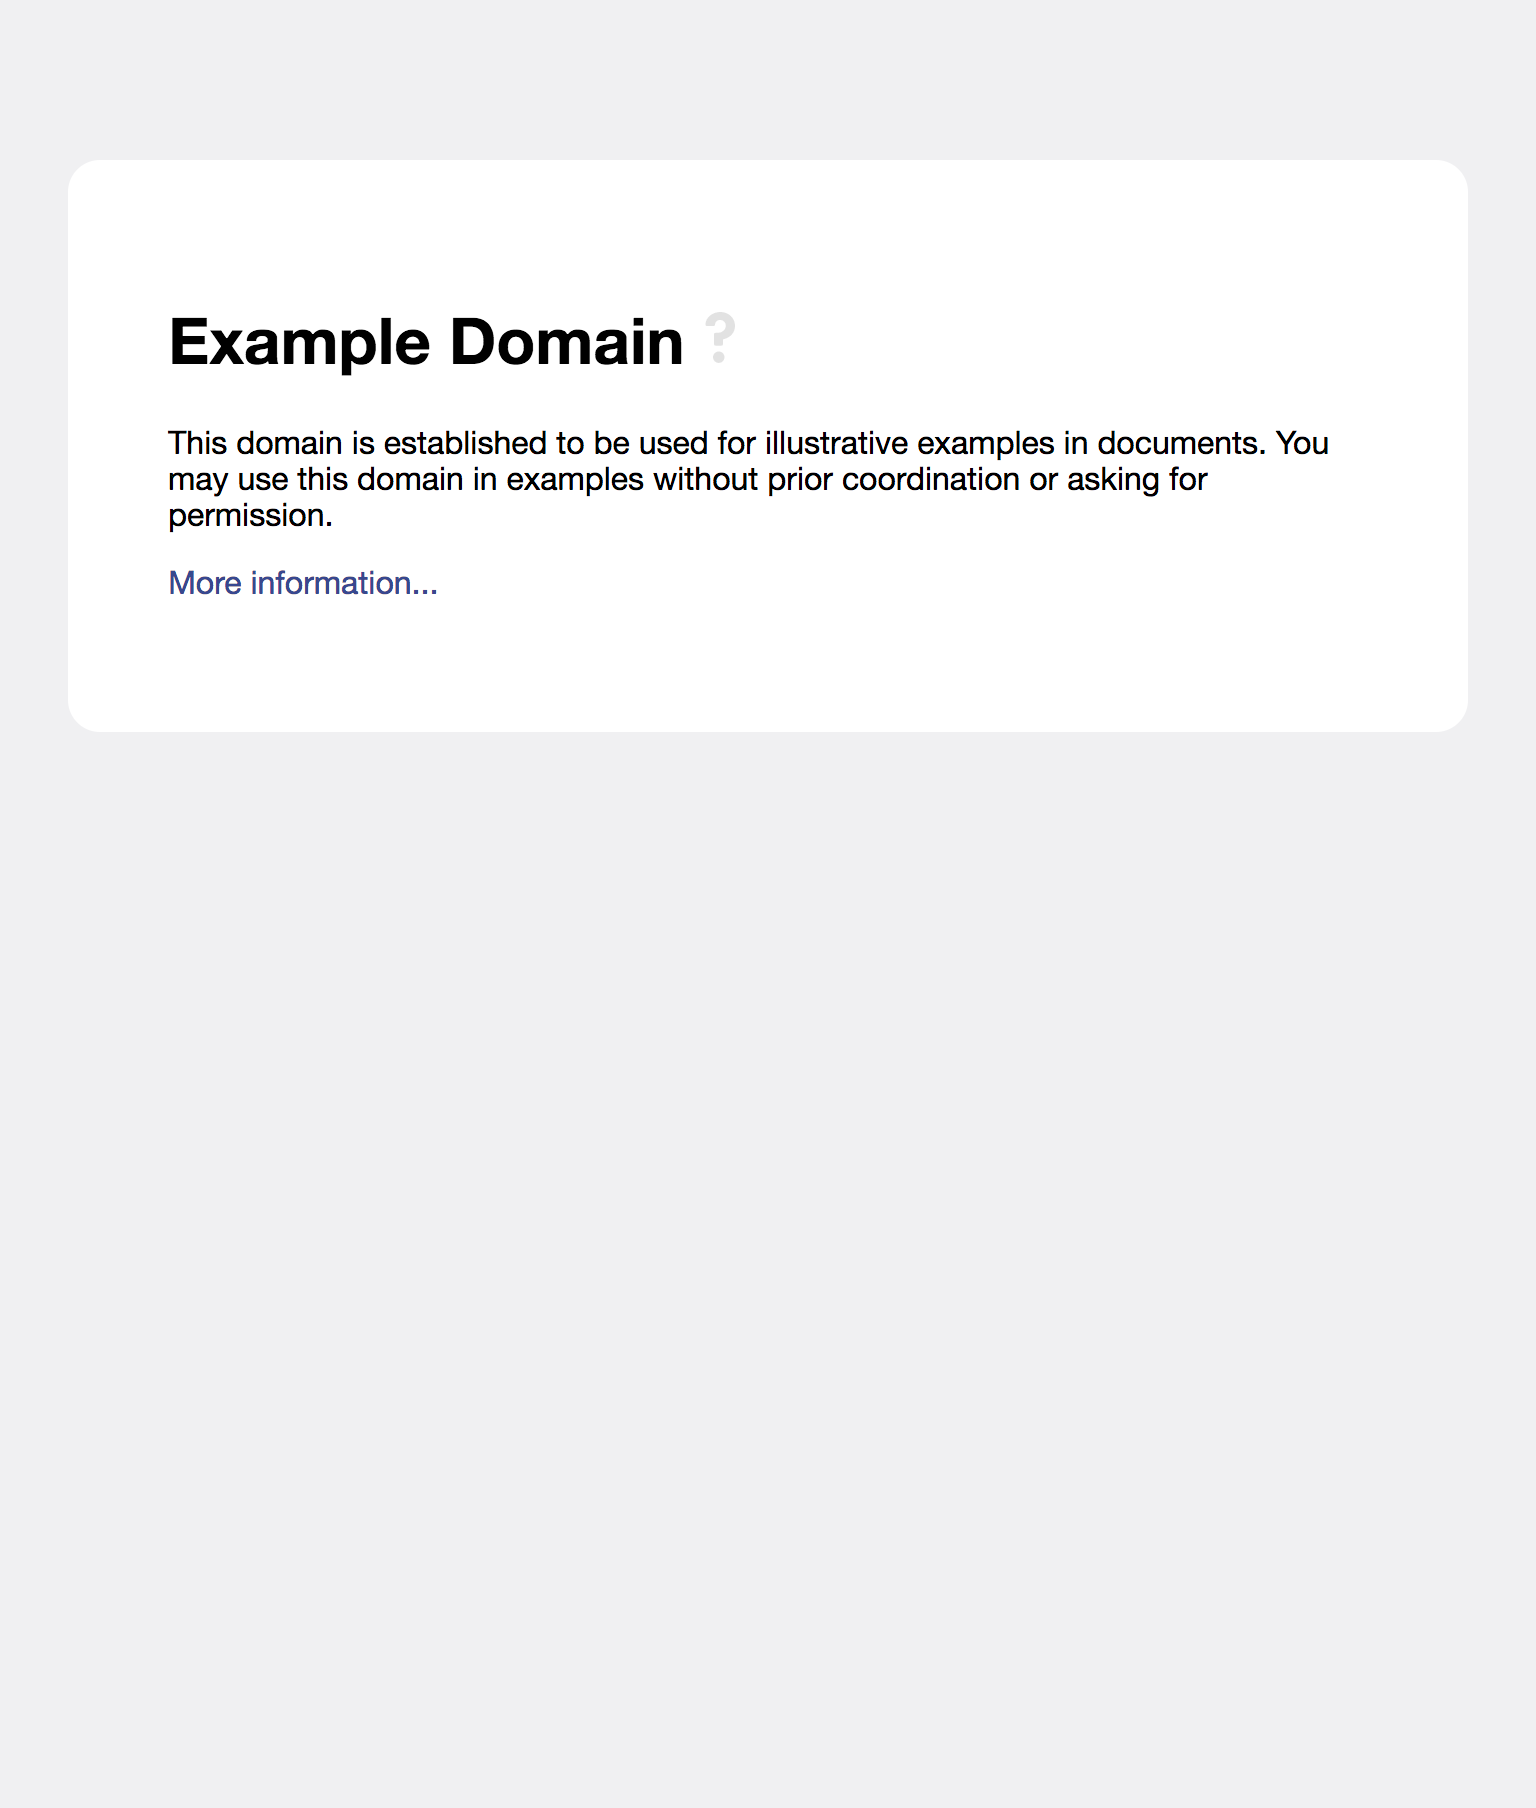 Example Domain ?
This domain is established to be used for illustrative examples in documents. You
may use this domain in examples without prior coordination or asking for
permission.
More information...